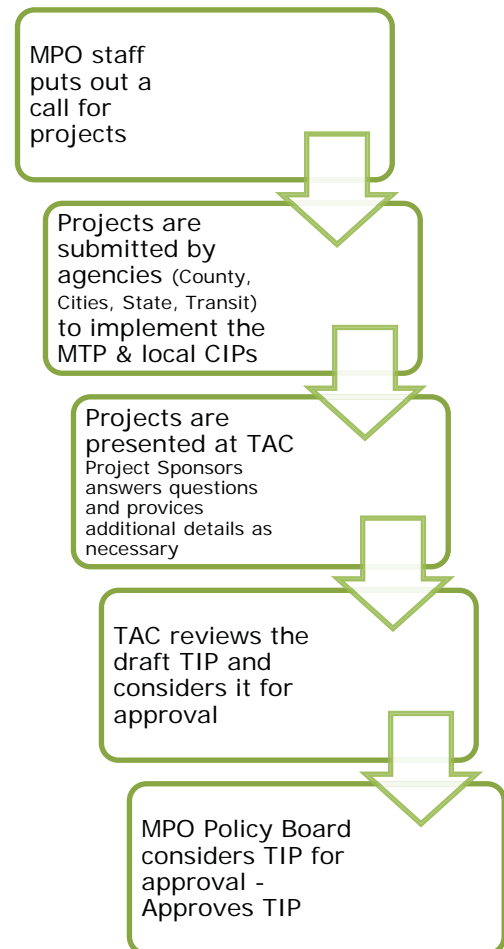 MPO staff
puts out a
call for
projects
Projects are
submitted by
agencies (County,
Cities, State, Transit)
to implement the
MTP & local CIPs
Projects are
presented at TAC
Project Sponsors
answers questions
and provices
additional details as
necessary
TAC reviews the
draft TIP and
considers it for
approval
MPO Policy Board
considers TIP for
approval -
Approves TIP